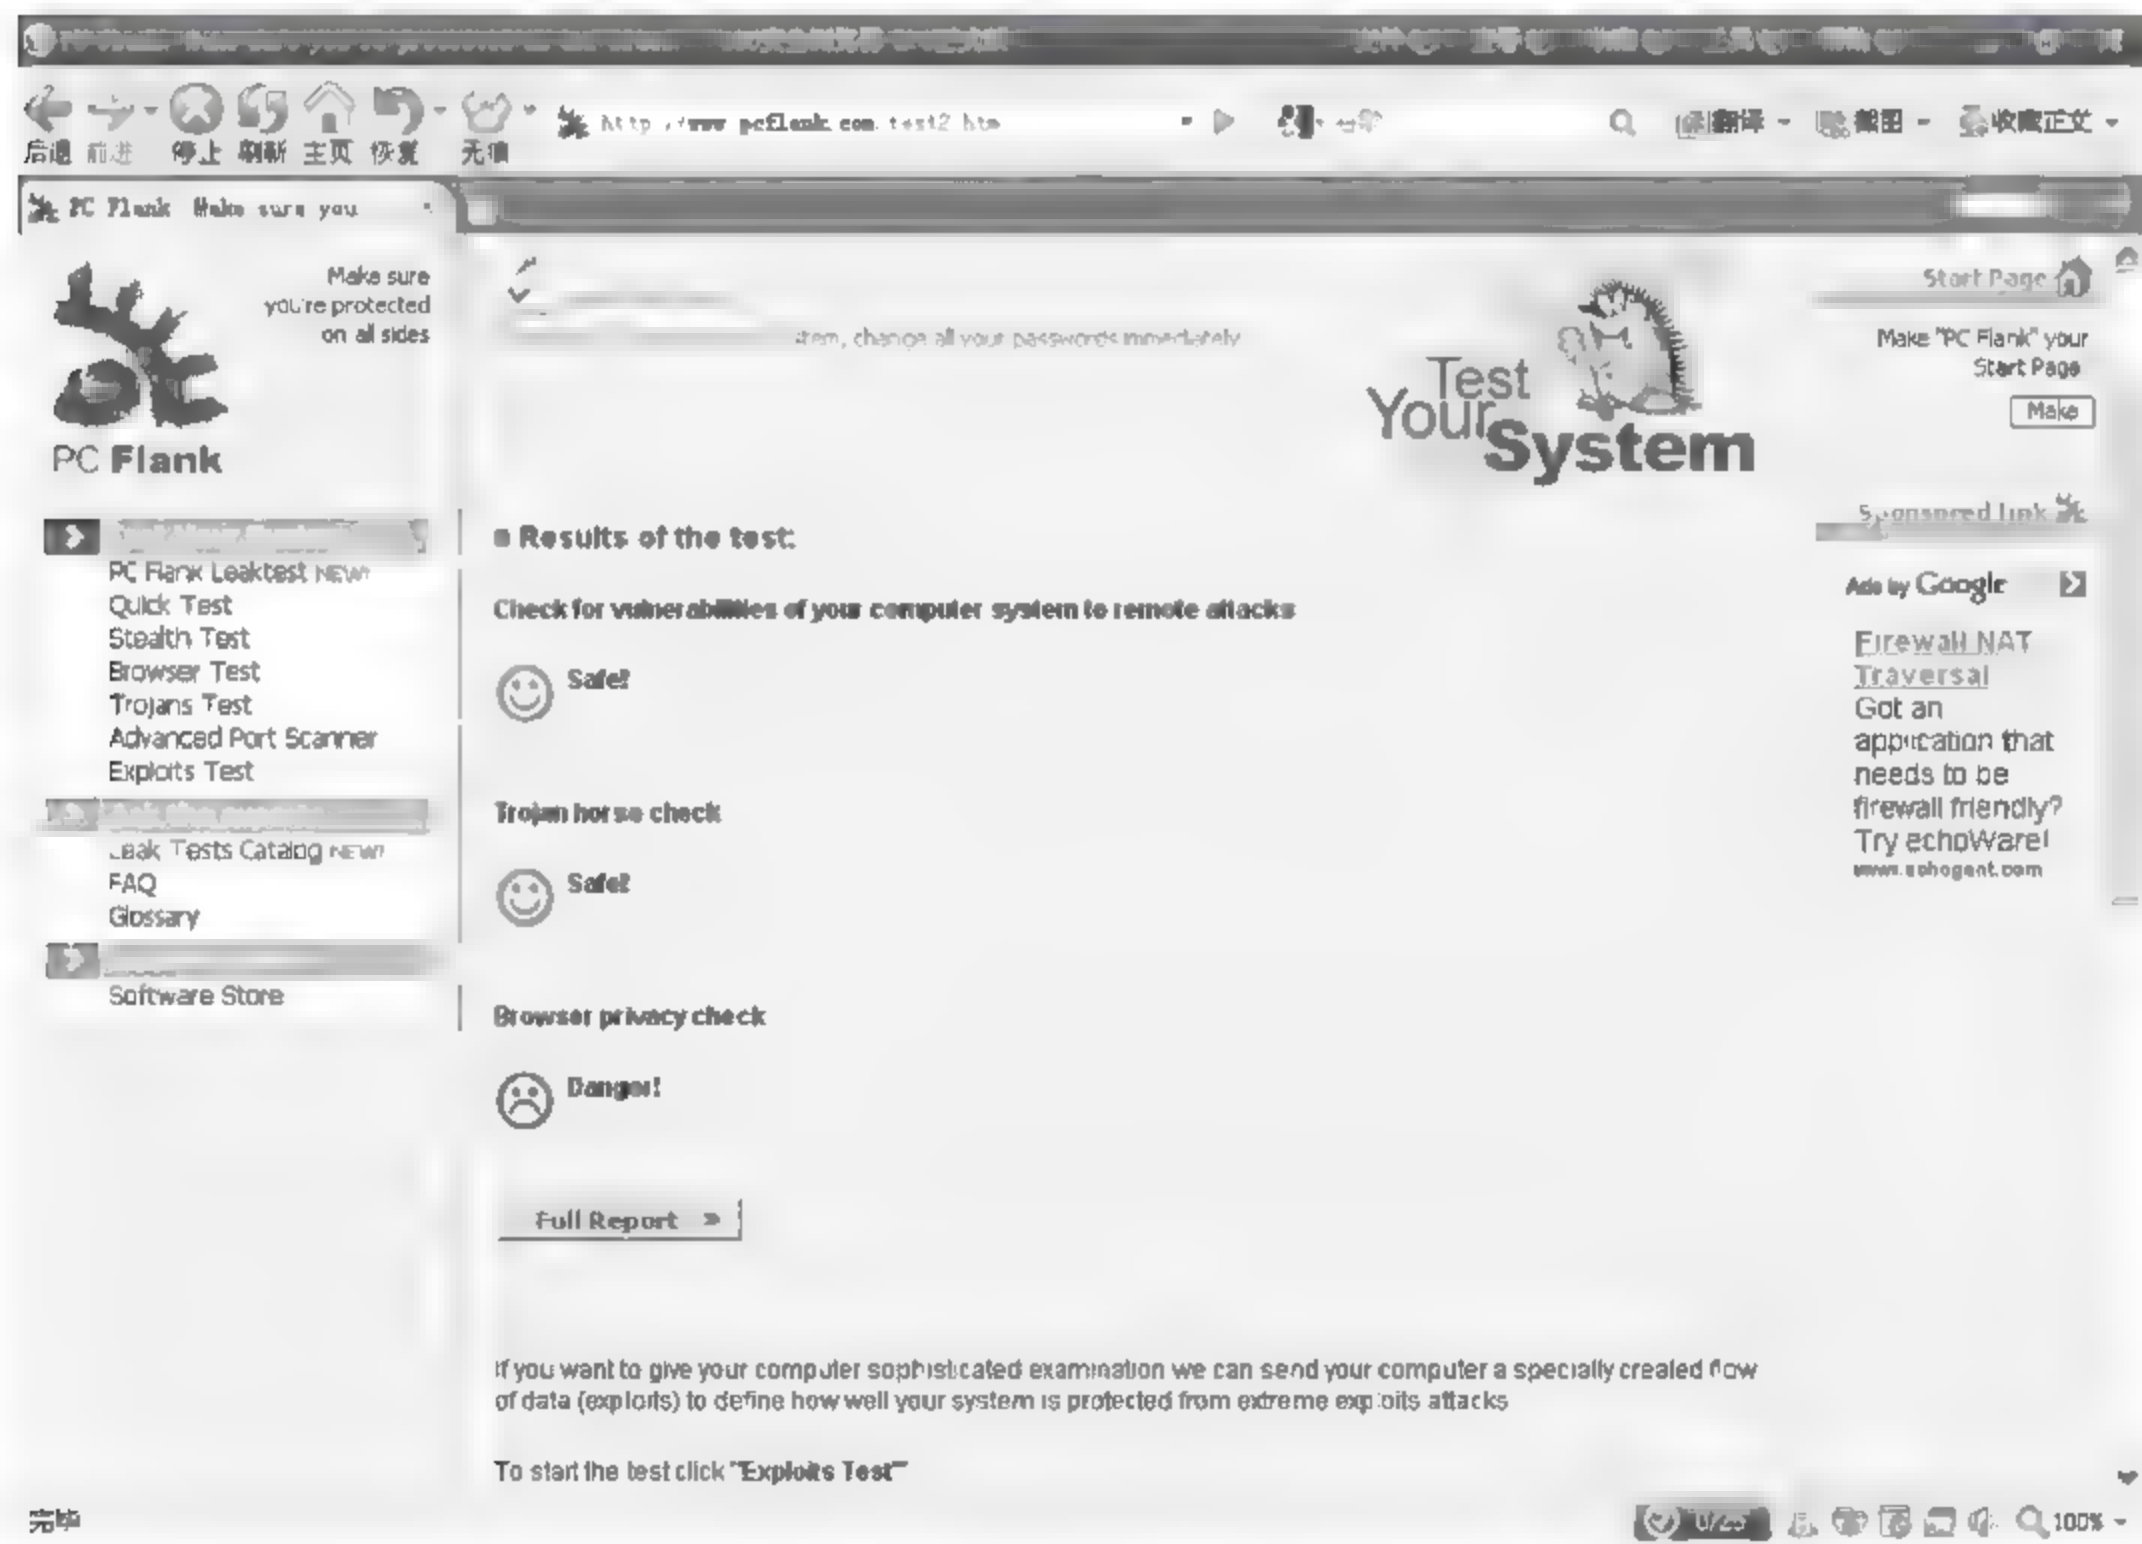 后退 前进 停止 刷新 主页 恢复 无痕
翻译 截图 收藏正文
PC Flank Make sure you
Make sure
you're protected
on all sides
PC Flank
change all your passwords immediately
Test
Your
System
Start Page
Make "PC Flank" your
Start Page
Make
Sponsored link
Ads by Google
Firewall NAT
Traversal
Got an
application that
needs to be
firewall friendly?
Try echoWare!
www.echogent.com
PC Flank Leaktest NEW!
Quick Test
Stealth Test
Browser Test
Trojans Test
Advanced Port Scanner
Exploits Test
Leak Tests Catalog NEW!
FAQ
Glossary
Software Store
Results of the test:
Check for vulnerabilities of your computer system to remote attacks
Safe!
Trojan horse check
Safe!
Browser privacy check
Danger!
Full Report »
If you want to give your computer sophisticated examination we can send your computer a specially created flow
of data (exploits) to define how well your system is protected from extreme exploits attacks
To start the test click "Exploits Test"
完毕
100%